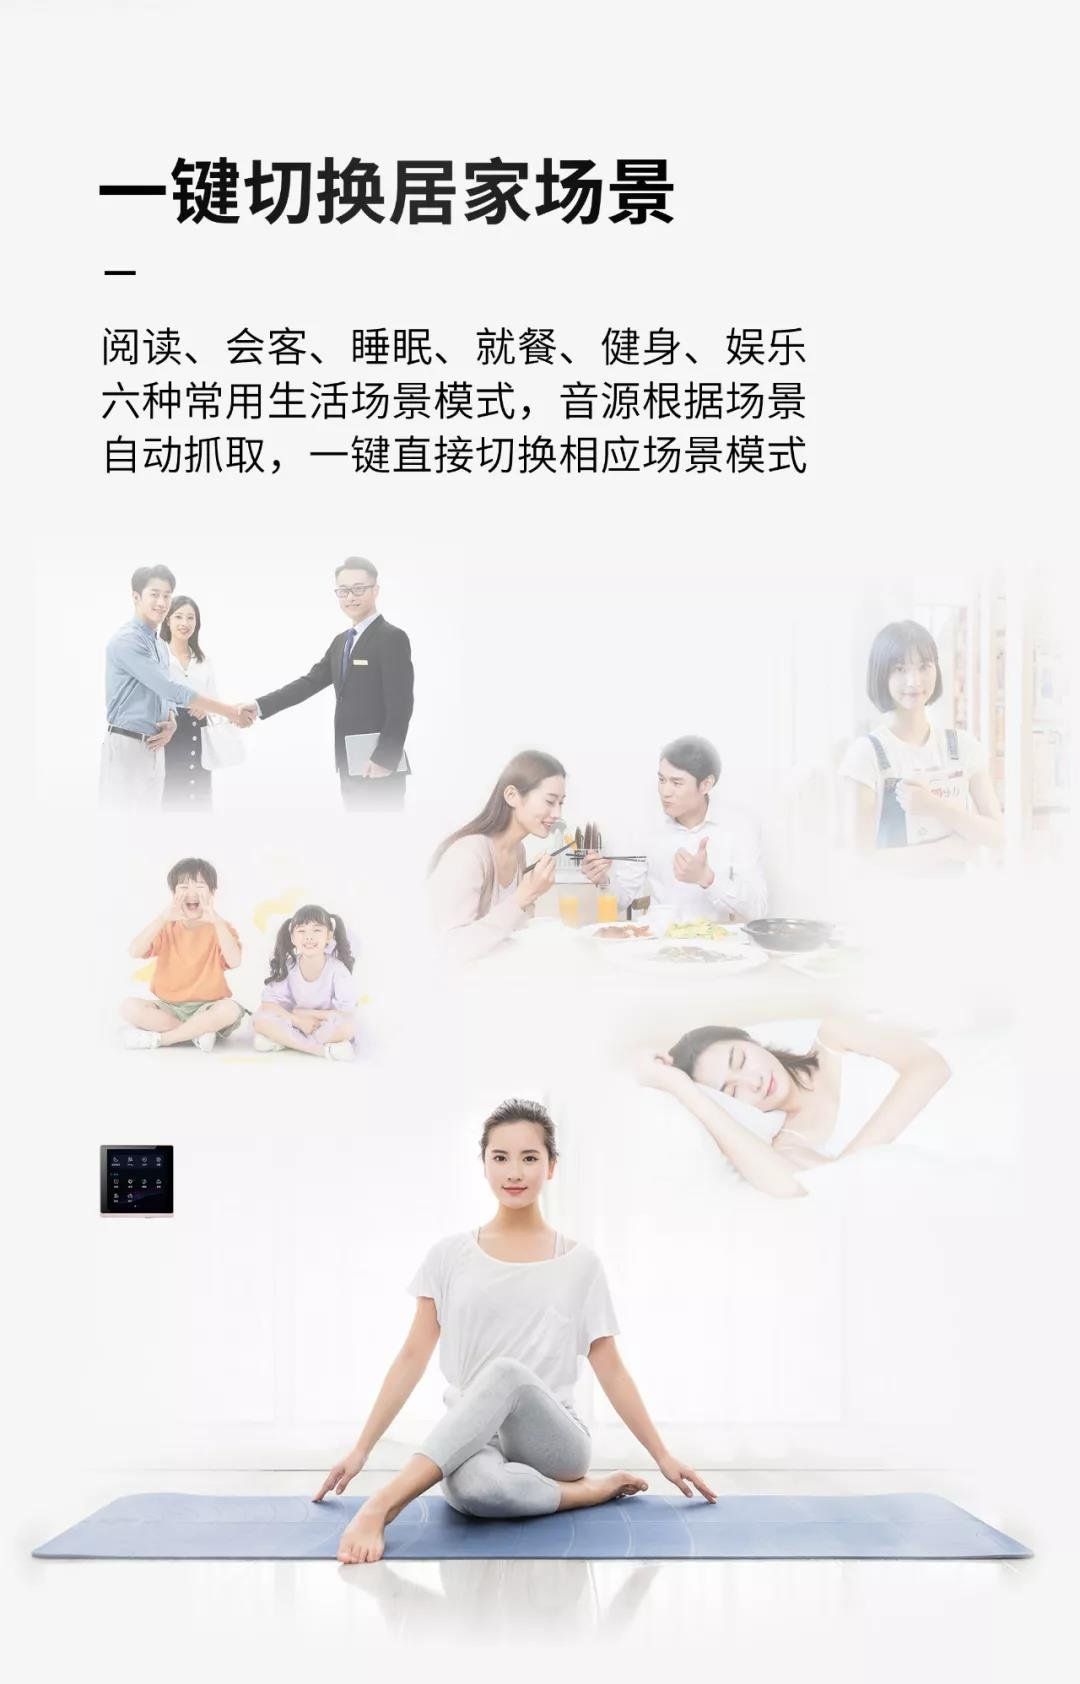 一键切换居家场景
阅读、会客、睡眠、就餐、健身、娱乐
六种常用生活场景模式，音源根据场景
自动抓取，一键直接切换相应场景模式